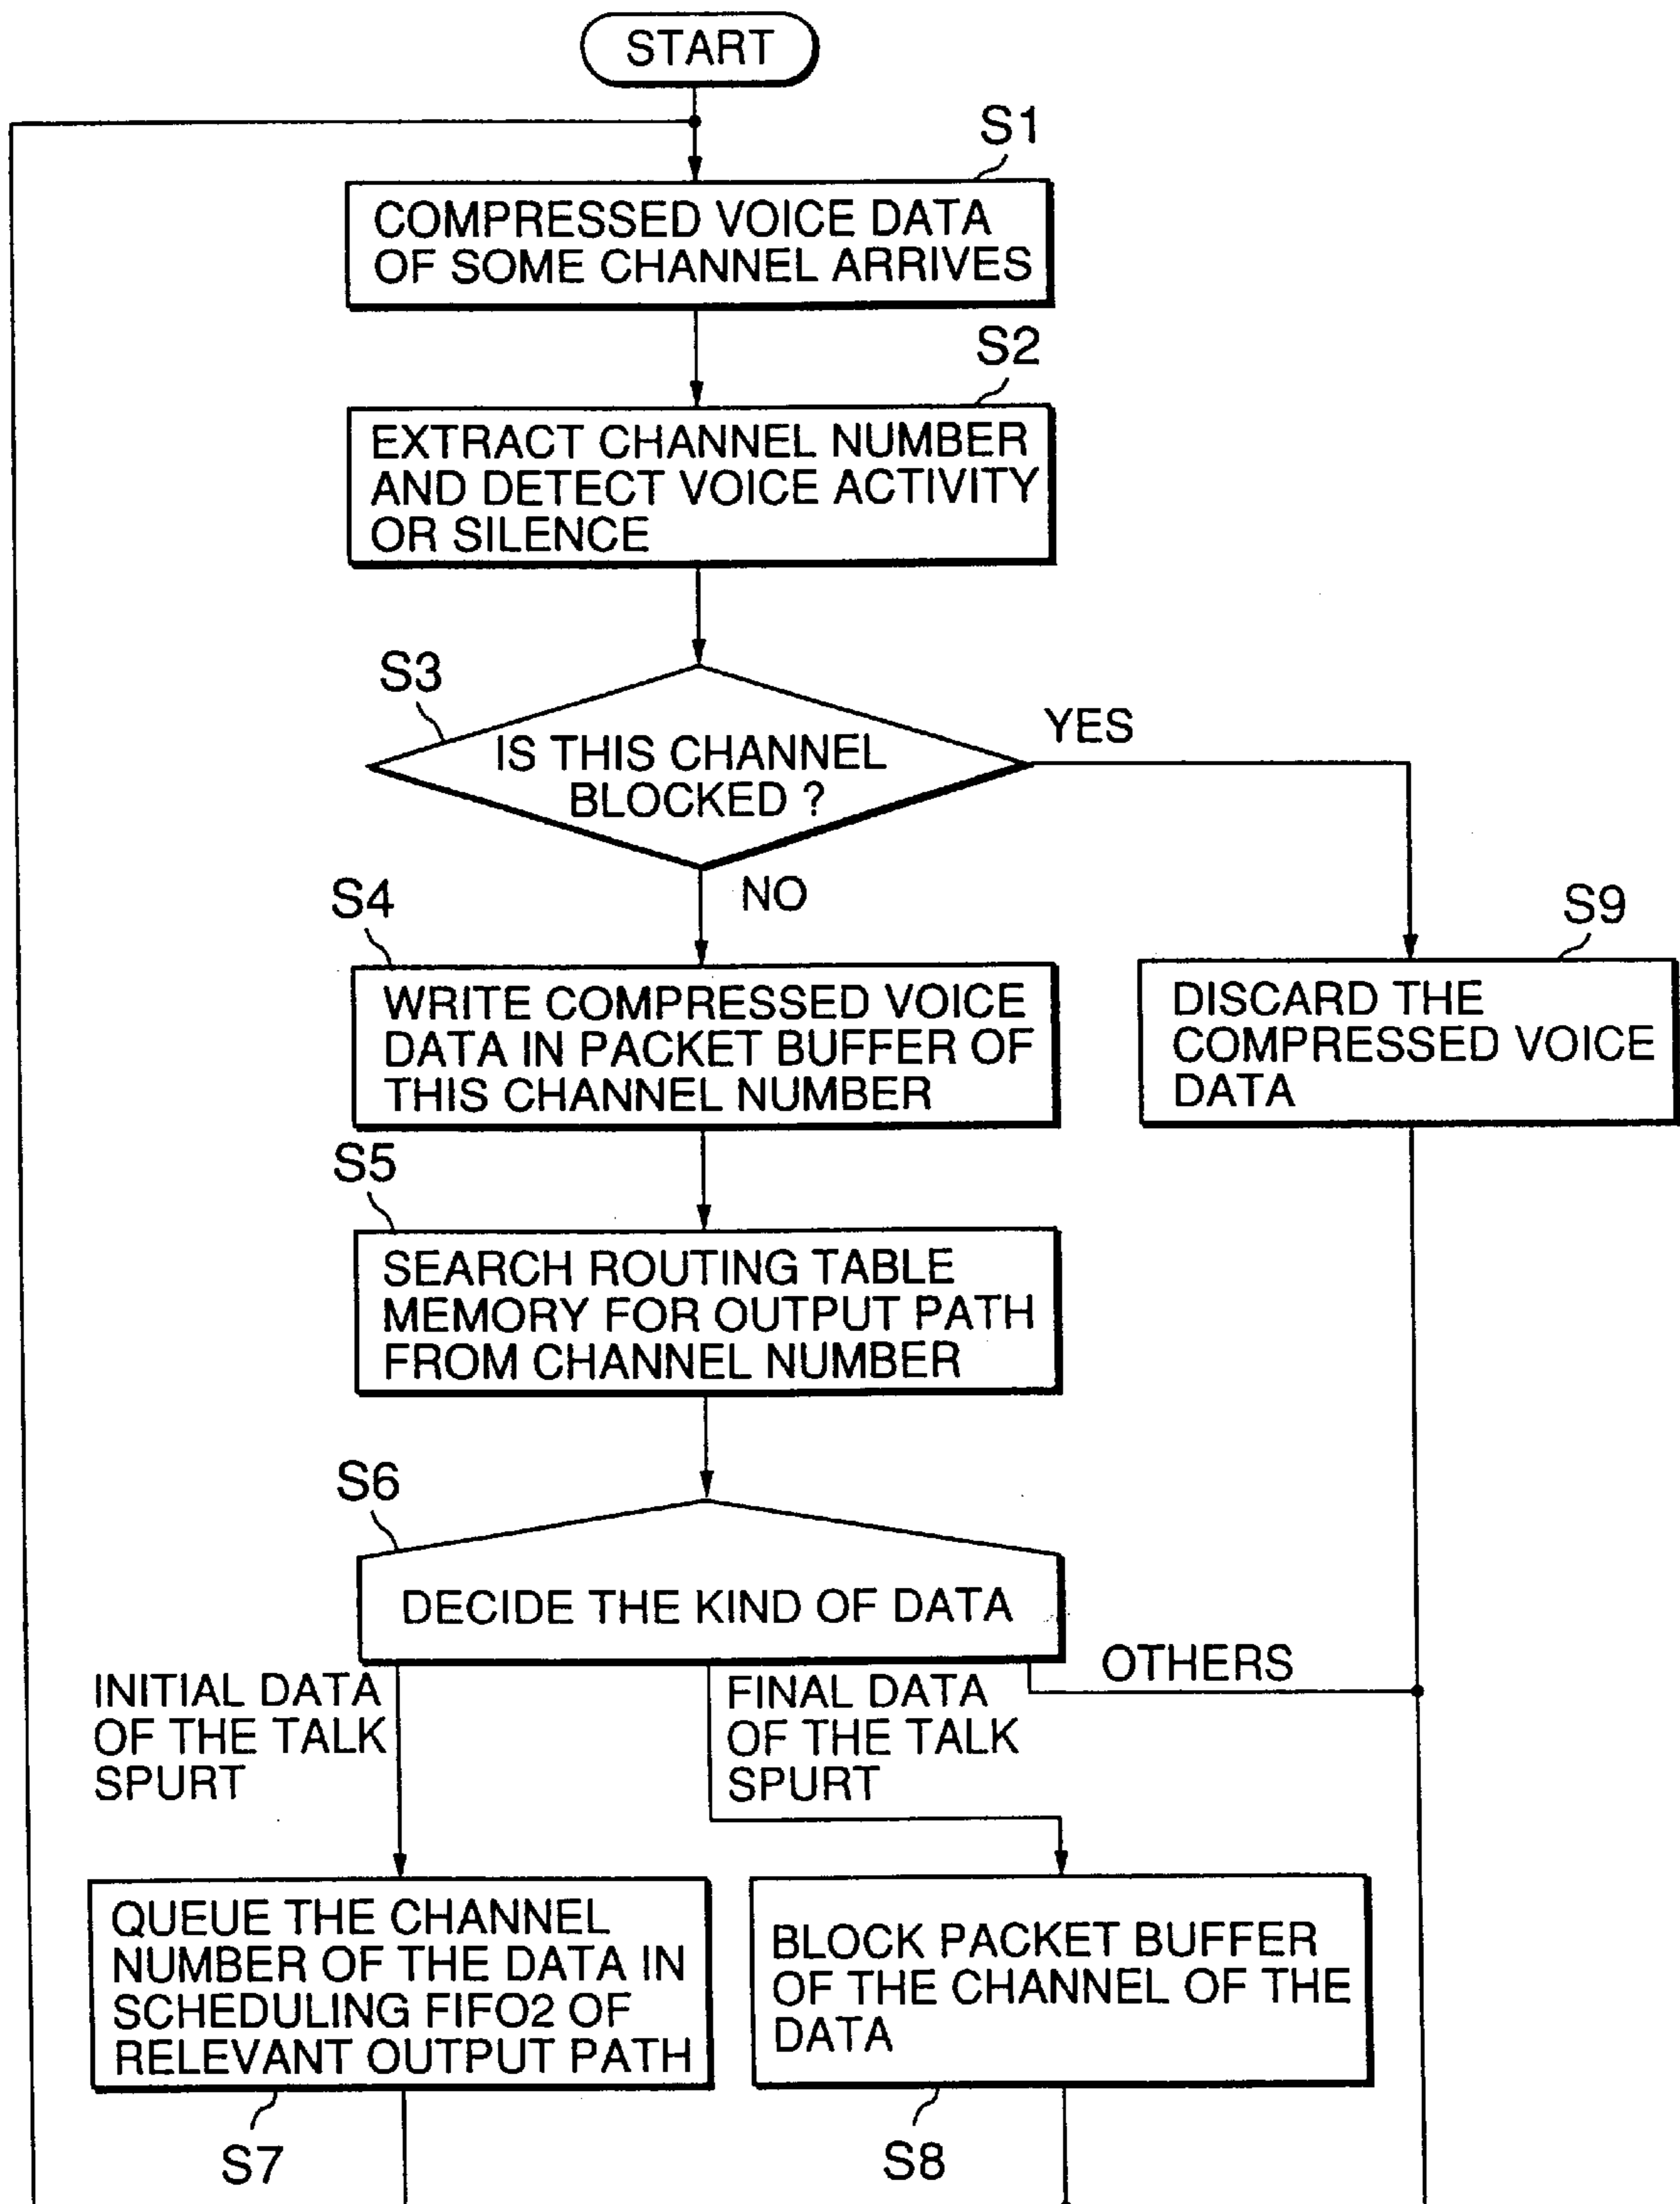 START
S1
COMPRESSED VOICE DATA
OF SOME CHANNEL ARRIVES
S2
EXTRACT CHANNEL NUMBER
AND DETECT VOICE ACTIVITY
OR SILENCE
S3
IS THIS CHANNEL
BLOCKED ?
YES
NO
S4
WRITE COMPRESSED VOICE
DATA IN PACKET BUFFER OF
THIS CHANNEL NUMBER
S9
DISCARD THE
COMPRESSED VOICE
DATA
S5
SEARCH ROUTING TABLE
MEMORY FOR OUTPUT PATH
FROM CHANNEL NUMBER
S6
DECIDE THE KIND OF DATA
INITIAL DATA
OF THE TALK
SPURT
FINAL DATA
OF THE TALK
SPURT
OTHERS
QUEUE THE CHANNEL
NUMBER OF THE DATA IN
SCHEDULING FIFO2 OF
RELEVANT OUTPUT PATH
S7
BLOCK PACKET BUFFER
OF THE CHANNEL OF THE
DATA
S8